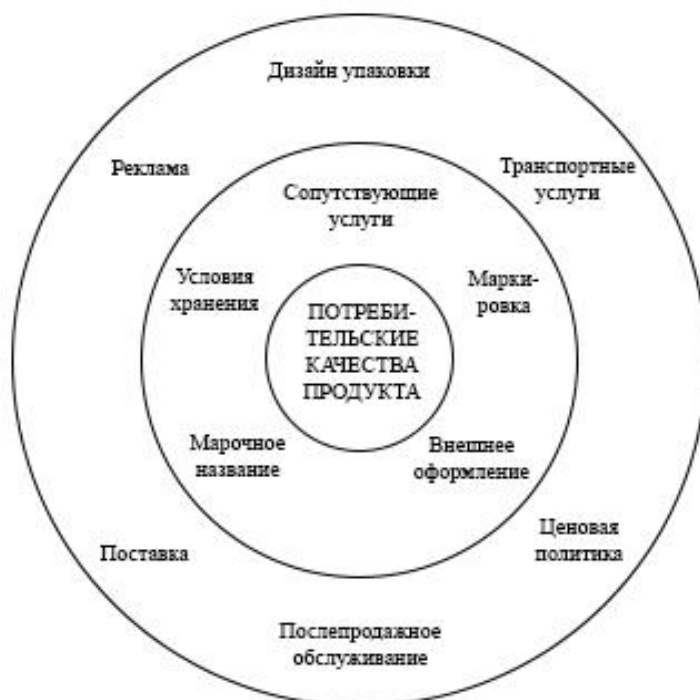 Дизайн упаковки
Реклама
Транспортные
услуги
Сопутствующие
услуги
Условия
хранения
Марки-
ровка
ПОТРЕБИ-
ТЕЛЬСКИЕ
КАЧЕСТВА
ПРОДУКТА
Марочное
название
Внешнее
оформление
Поставка
Ценовая
политика
Послепродажное
обслуживание